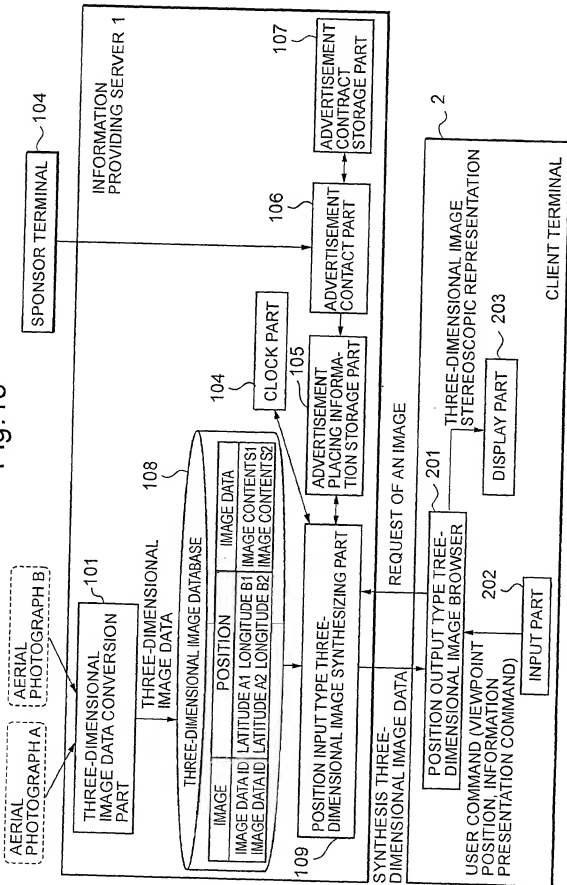 AERIAL
PHOTOGRAPH A
AERIAL
PHOTOGRAPH B
SPONSOR TERMINAL
104
INFORMATION
PROVIDING SERVER 1
101
THREE-DIMENSIONAL
IMAGE DATA CONVERSION
PART
THREE-DIMENSIONAL
IMAGE DATA
108
THREE-DIMENSIONAL IMAGE DATABASE
IMAGE
POSITION
IMAGE DATA
IMAGE DATA ID
LATITUDE A1 LONGITUDE B1
IMAGE CONTENTS1
IMAGE DATA ID
LATITUDE A2 LONGITUDE B2
IMAGE CONTENTS2
104
CLOCK PART
106
ADVERTISEMENT
CONTACT PART
107
ADVERTISEMENT
CONTRACT
STORAGE PART
105
ADVERTISEMENT
PLACING INFORMA-
TION STORAGE PART
109
POSITION INPUT TYPE THREE-
DIMENSIONAL IMAGE SYNTHESIZING PART
SYNTHESIS THREE-
DIMENSIONAL IMAGE DATA
REQUEST OF AN IMAGE
2
201
POSITION OUTPUT TYPE TREE-
DIMENSIONAL IMAGE BROWSER
THREE-DIMENSIONAL IMAGE
STEREOSCOPIC REPRESENTATION
203
DISPLAY PART
USER COMMAND (VIEWPOINT
POSITION, INFORMATION
PRESENTATION COMMAND)
202
INPUT PART
CLIENT TERMINAL